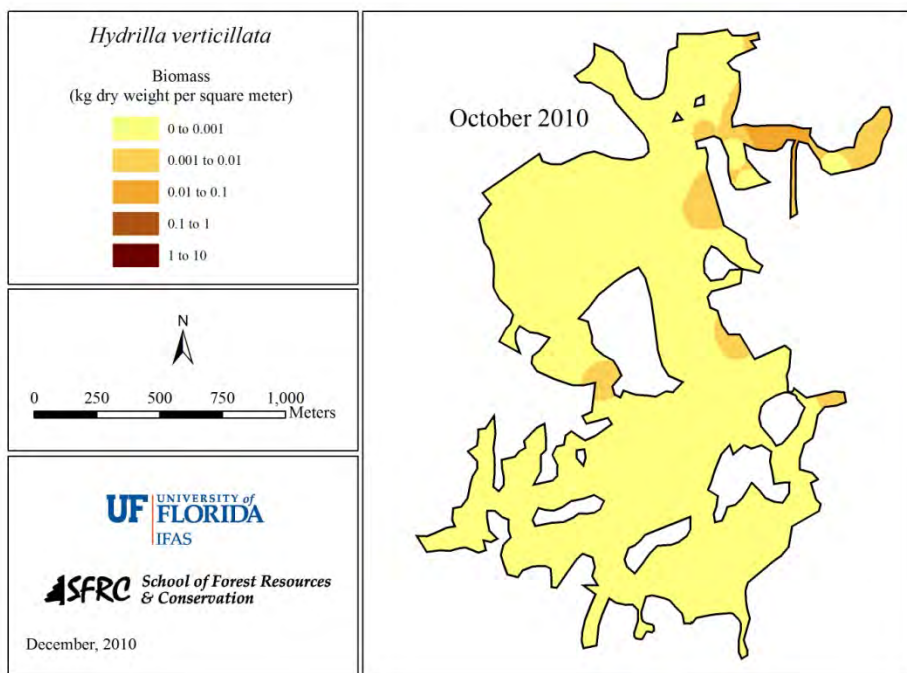 Hydrilla verticillata
Biomass
(kg dry weight per square meter)
0 to 0.001
0.001 to 0.01
0.01 to 0.1
0.1 to 1
1 to 10
N
0 250 500 750 1,000
Meters
UF UNIVERSITY of
FLORIDA
IFAS
SFRC School of Forest Resources
& Conservation
December, 2010
October 2010